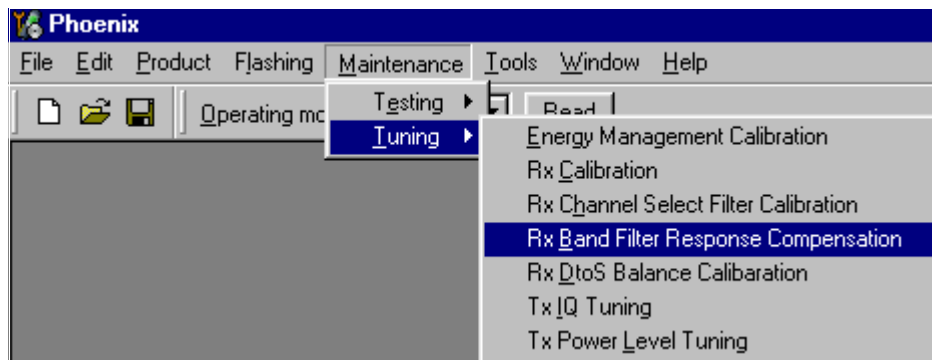 Phoenix
File Edit Product Flashing Maintenance Tools Window Help
Operating mo Read
Testing
Tuning
Energy Management Calibration
Rx Calibration
Rx Channel Select Filter Calibration
Rx Band Filter Response Compensation
Rx DtoS Balance Calibaration
Tx IQ Tuning
Tx Power Level Tuning